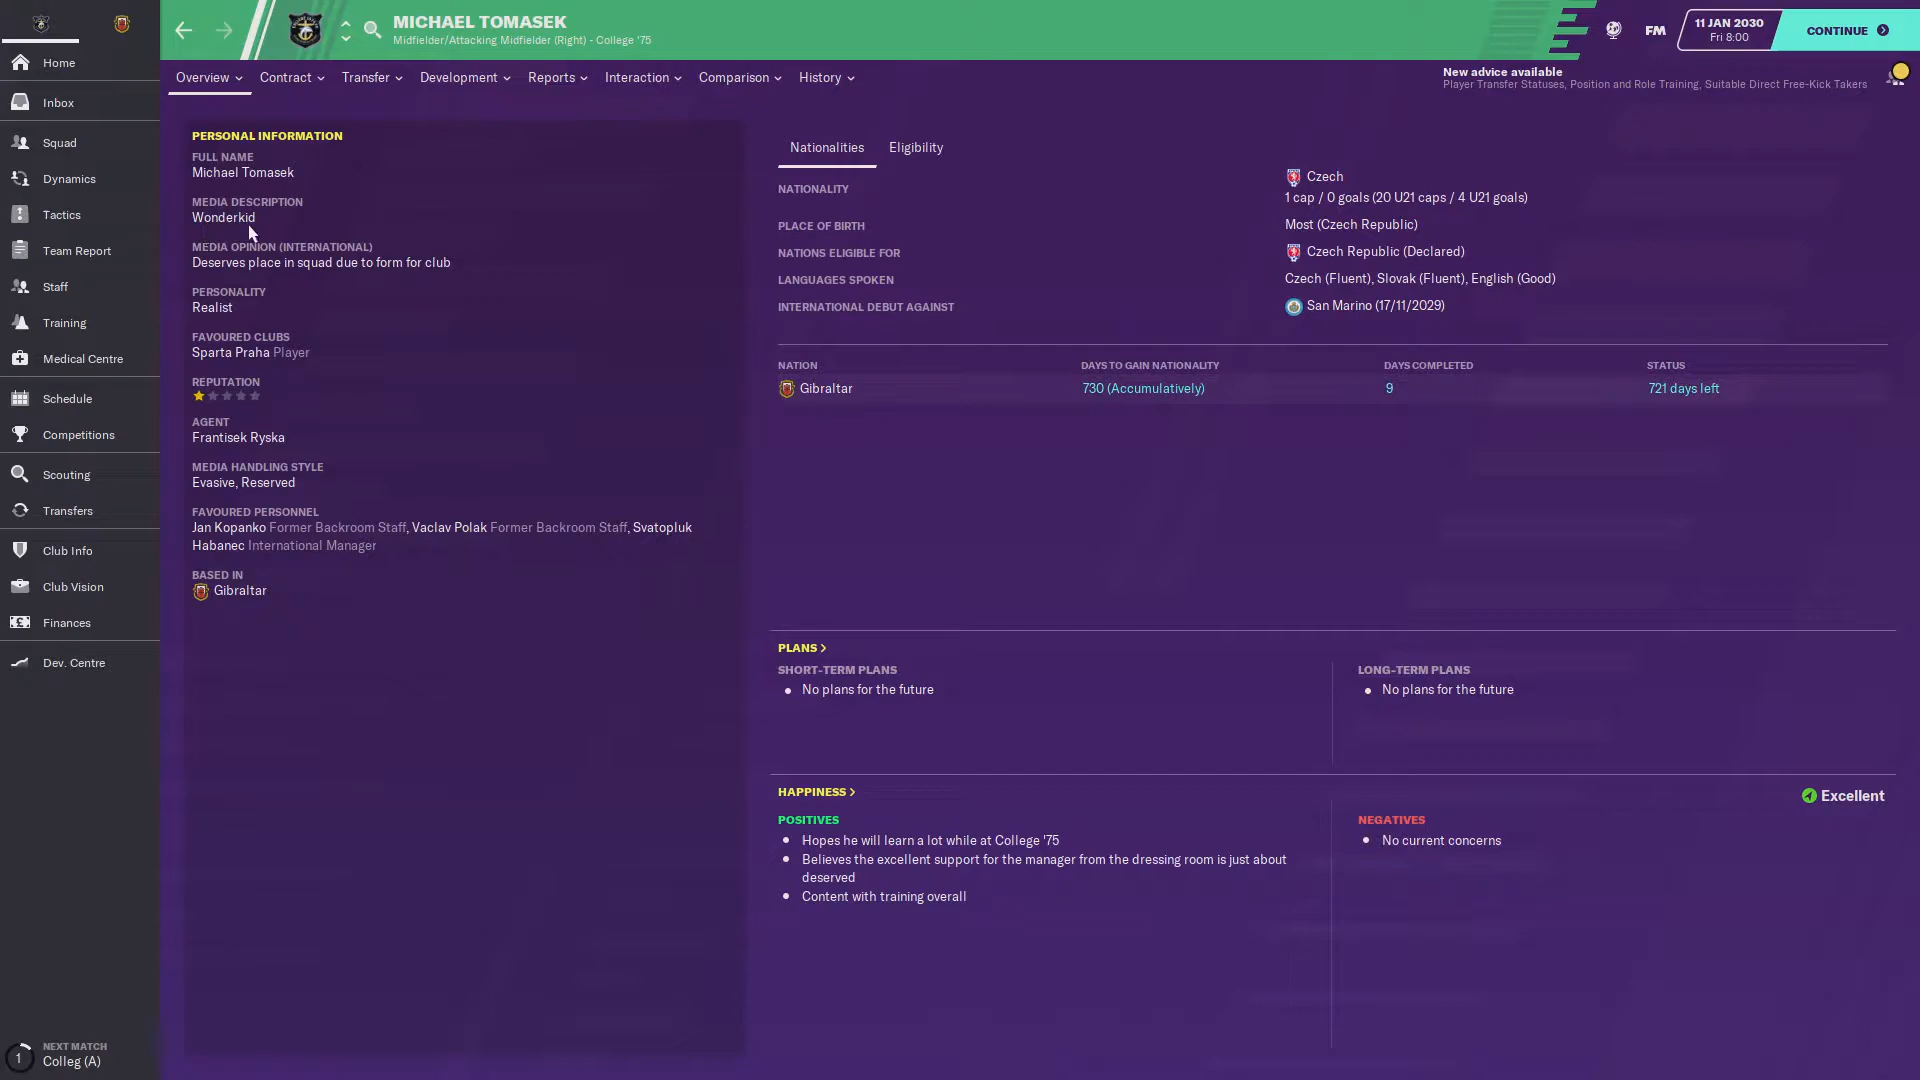 MICHAEL TOMASEK
Midfielder/Attacking Midfielder (Right) - College '75
FM
11 JAN 2030
Fri 8:00
CONTINUE
Home
Inbox
Squad
Dynamics
Tactics
Team Report
Staff
Training
Medical Centre
Schedule
Competitions
Scouting
Transfers
Club Info
Club Vision
Finances
Dev. Centre
1
NEXT MATCH
Colleg (A)
Overview
Contract
Transfer
Development
Reports
Interaction
Comparison
History
New advice available
Player Transfer Statuses, Position and Role Training, Suitable Direct Free-Kick Takers
PERSONAL INFORMATION
FULL NAME
Michael Tomasek
MEDIA DESCRIPTION
Wonderkid
MEDIA OPINION (INTERNATIONAL)
Deserves place in squad due to form for club
PERSONALITY
Realist
FAVOURED CLUBS
Sparta Praha Player
REPUTATION
AGENT
Frantisek Ryska
MEDIA HANDLING STYLE
Evasive, Reserved
FAVOURED PERSONNEL
Jan Kopanko Former Backroom Staff, Vaclav Polak Former Backroom Staff, Svatopluk
Habanec International Manager
BASED IN
Gibraltar
Nationalities
Eligibility
NATIONALITY
Czech
1 cap / 0 goals (20 U21 caps / 4 U21 goals)
PLACE OF BIRTH
Most (Czech Republic)
NATIONS ELIGIBLE FOR
Czech Republic (Declared)
LANGUAGES SPOKEN
Czech (Fluent), Slovak (Fluent), English (Good)
INTERNATIONAL DEBUT AGAINST
San Marino (17/11/2029)
NATION
DAYS TO GAIN NATIONALITY
DAYS COMPLETED
STATUS
Gibraltar
730 (Accumulatively)
9
721 days left
PLANS >
SHORT-TERM PLANS
No plans for the future
LONG-TERM PLANS
No plans for the future
HAPPINESS >
Excellent
POSITIVES
Hopes he will learn a lot while at College '75
Believes the excellent support for the manager from the dressing room is just about
deserved
Content with training overall
NEGATIVES
No current concerns